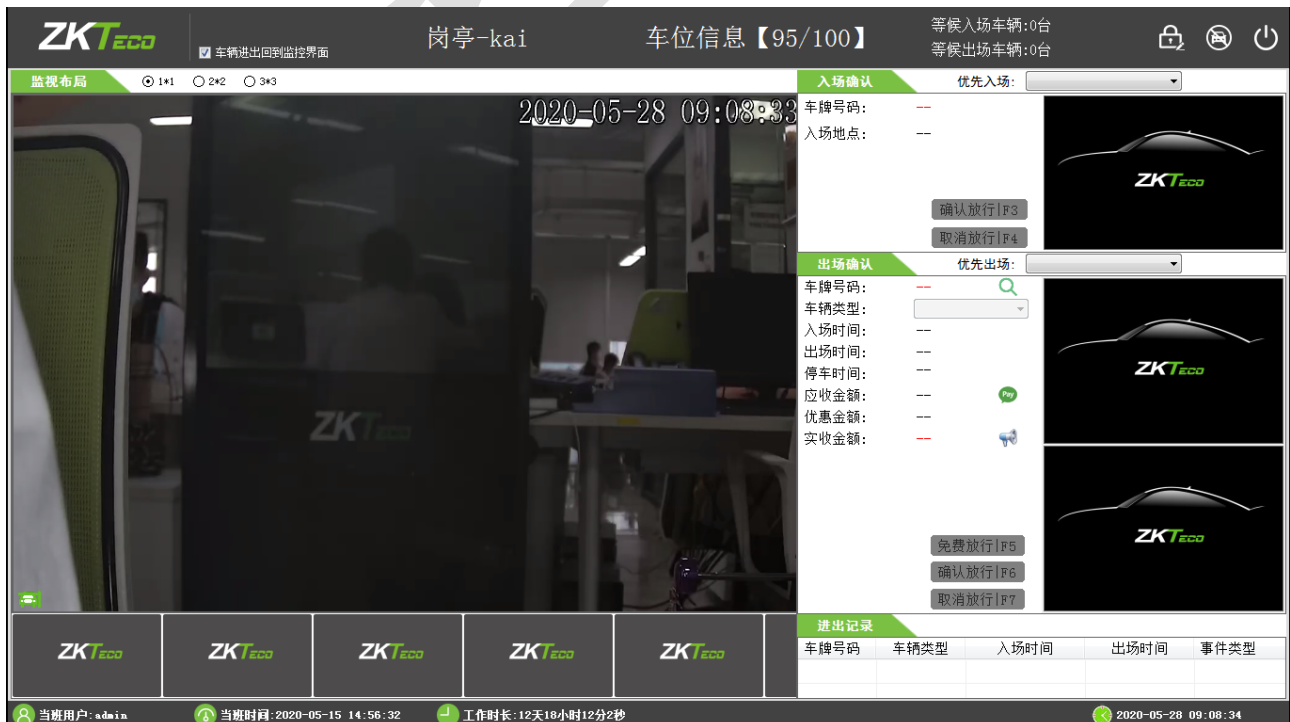 ZKTECO
车辆进出回到监控界面
岗亭-kai
车位信息【95/100】
等候入场车辆:0台
等候出场车辆:0台
监视布局
1*1 2*2 3*3
2020-05-28 09:08:33
ZKTeco
入场确认
优先入场:
车牌号码: --
入场地点: --
确认放行|F3
取消放行|F4
ZKTECO
出场确认
优先出场:
车牌号码: --
车辆类型:
入场时间: --
出场时间: --
停车时间: --
应收金额: -- Pay
优惠金额: --
实收金额: --
免费放行|F5
确认放行|F6
取消放行|F7
ZKTECO
ZKTECO
ZKTECO ZKTECO ZKTECO ZKTECO ZKTECO
进出记录
车牌号码 车辆类型 入场时间 出场时间 事件类型
当班用户:admin 当班时间:2020-05-15 14:56:32 工作时长:12天18小时12分2秒 2020-05-28 09:08:34